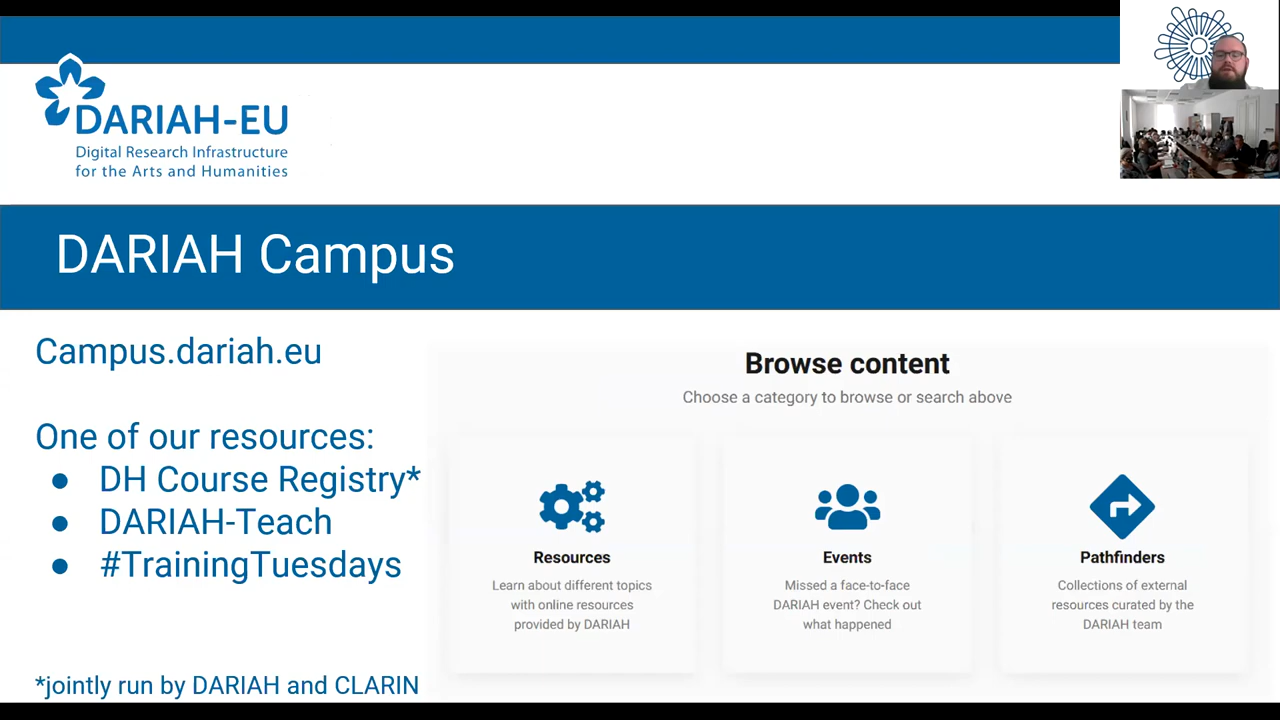 DARIAH-EU
Digital Research Infrastructure
for the Arts and Humanities
DARIAH Campus
Campus.dariah.eu
One of our resources:
● DH Course Registry*
● DARIAH-Teach
● #TrainingTuesdays
*jointly run by DARIAH and CLARIN
Browse content
Choose a category to browse or search above
Resources
Learn about different topics
with online resources
provided by DARIAH
Events
Missed a face-to-face
DARIAH event? Check out
what happened
Pathfinders
Collections of external
resources curated by the
DARIAH team